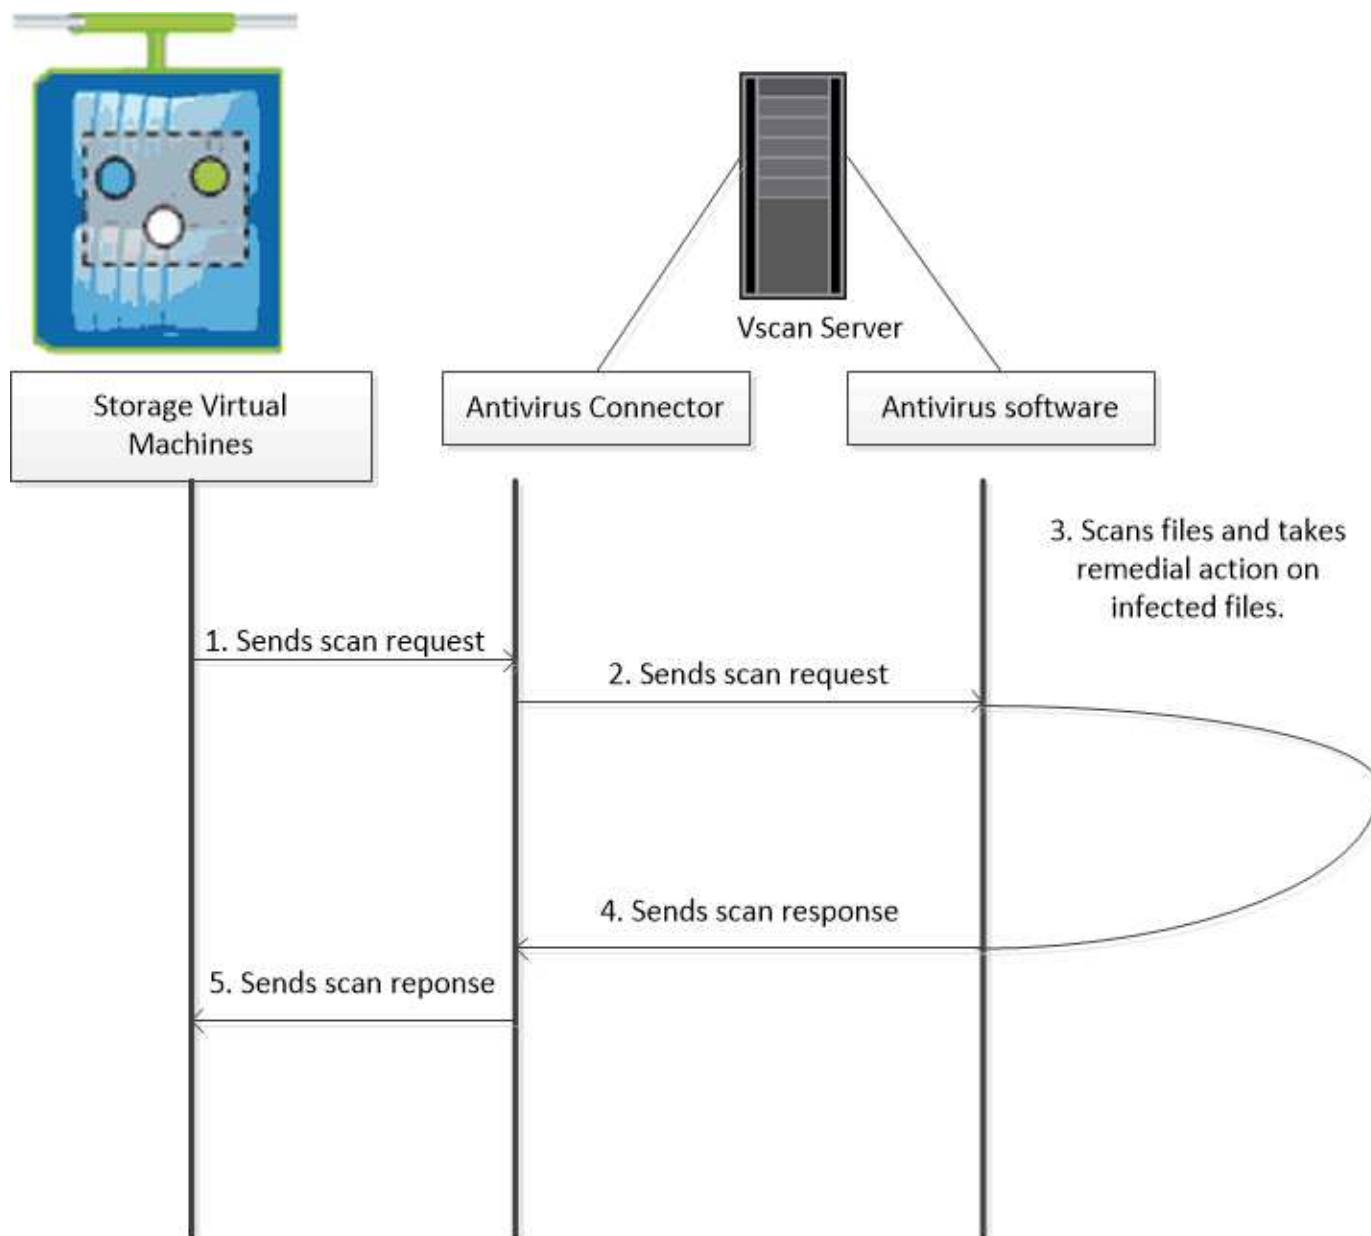 Vscan Server
Storage Virtual
Machines
Antivirus Connector
Antivirus software
3. Scans files and takes
remedial action on
infected files.
1. Sends scan request
2. Sends scan request
4. Sends scan response
5. Sends scan reponse